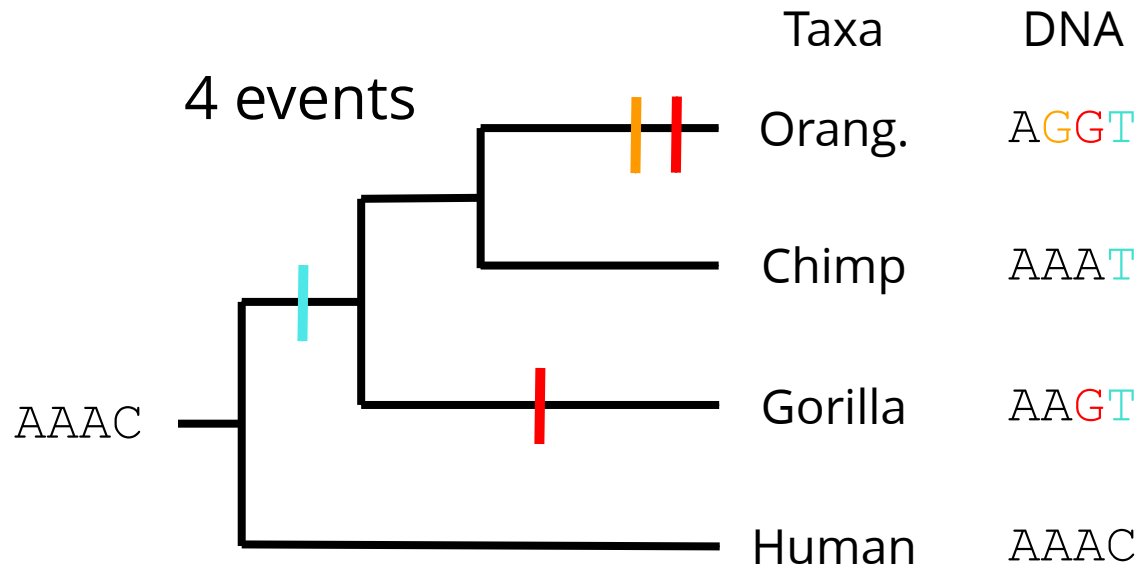 Taxa DNA
4 events
Orang. AGGT
Chimp AAAT
Gorilla AAGT
AAAC
Human AAAC